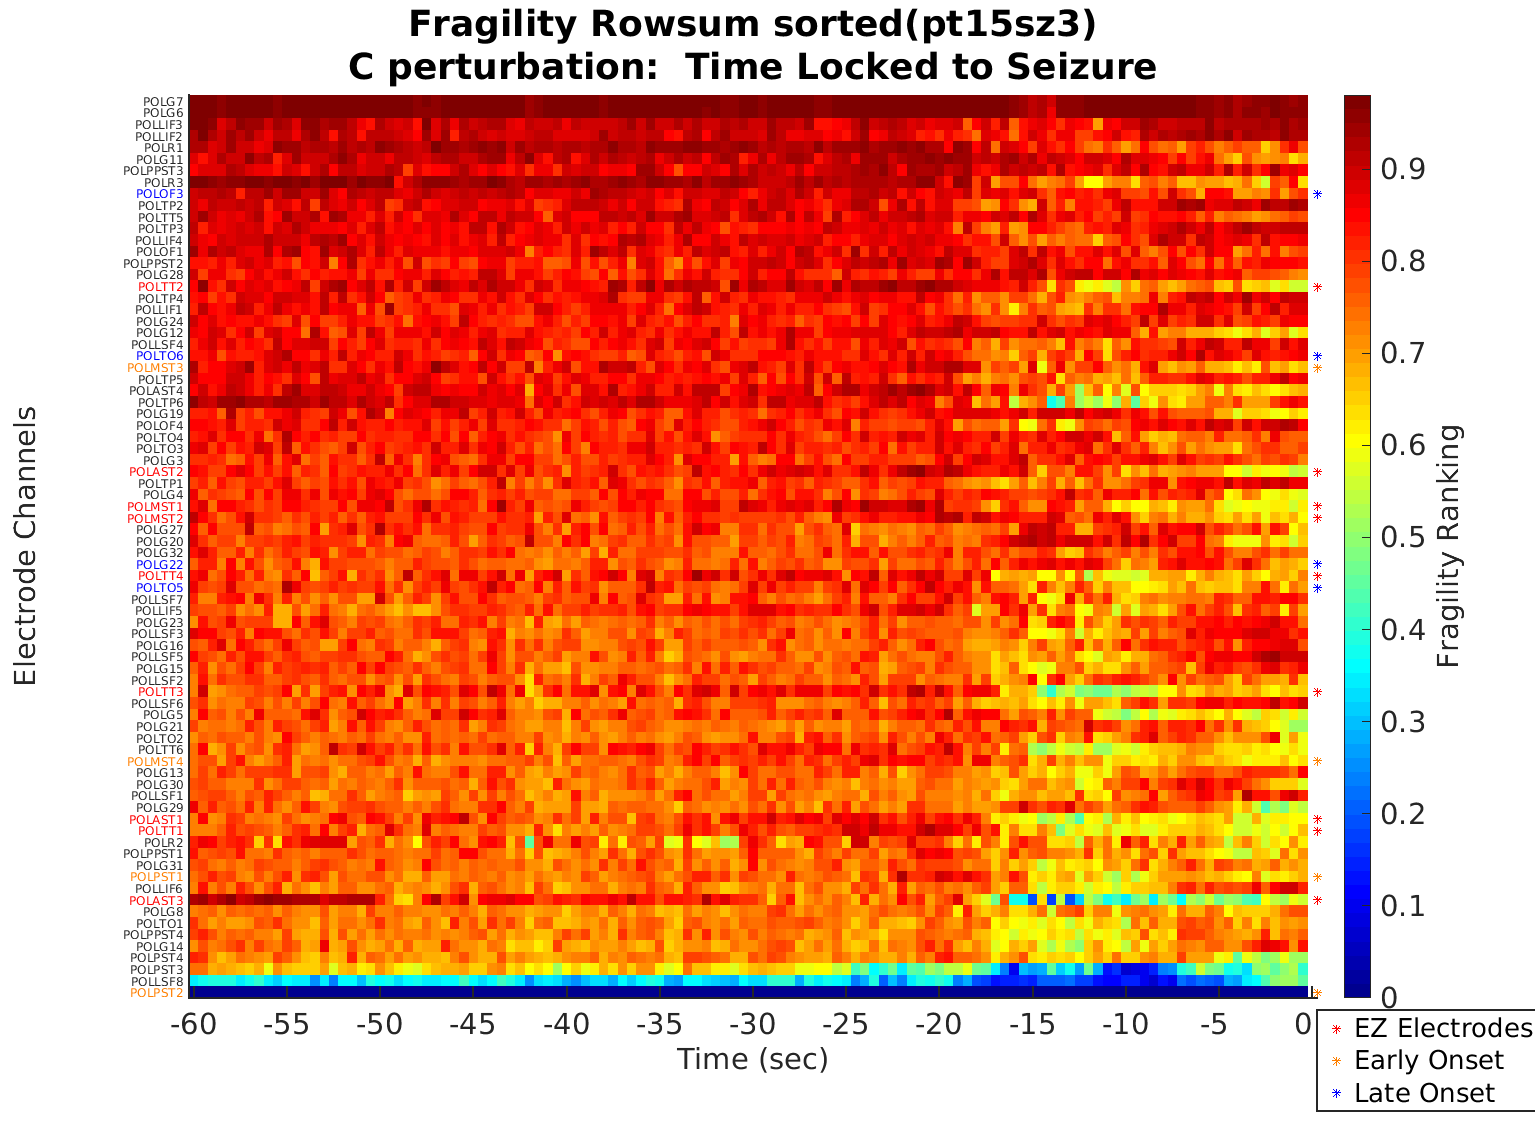 Fragility Rowsum sorted(pt15sz3)
C perturbation:  Time Locked to Seizure
Electrode Channels
POLG7
POLG6
POLLIF3
POLLIF2
POLR1
POLG11
POLPPST3
POLR3
POLOF3
POLTP2
POLTT5
POLTP3
POLLIF4
POLOF1
POLPPST2
POLG28
POLTT2
POLTP4
POLLIF1
POLG24
POLG12
POLLSF4
POLTO6
POLMST3
POLTP5
POLAST4
POLTP6
POLG19
POLOF4
POLTO4
POLTO3
POLG3
POLAST2
POLTP1
POLG4
POLMST1
POLMST2
POLG27
POLG20
POLG32
POLG22
POLTT4
POLTO5
POLLSF7
POLLIF5
POLG23
POLLSF3
POLG16
POLLSF5
POLG15
POLLSF2
POLTT3
POLLSF6
POLG5
POLG21
POLTO2
POLTT6
POLMST4
POLG13
POLG30
POLLSF1
POLG29
POLAST1
POLTT1
POLR2
POLPPST1
POLG31
POLPST1
POLLIF6
POLAST3
POLG8
POLTO1
POLPPST4
POLG14
POLPST4
POLPST3
POLLSF8
POLPST2
-60 -55 -50 -45 -40 -35 -30 -25 -20 -15 -10 -5 0
Time (sec)
0.9
0.8
0.7
0.6
0.5
0.4
0.3
0.2
0.1
0
Fragility Ranking
EZ Electrodes
Early Onset
Late Onset